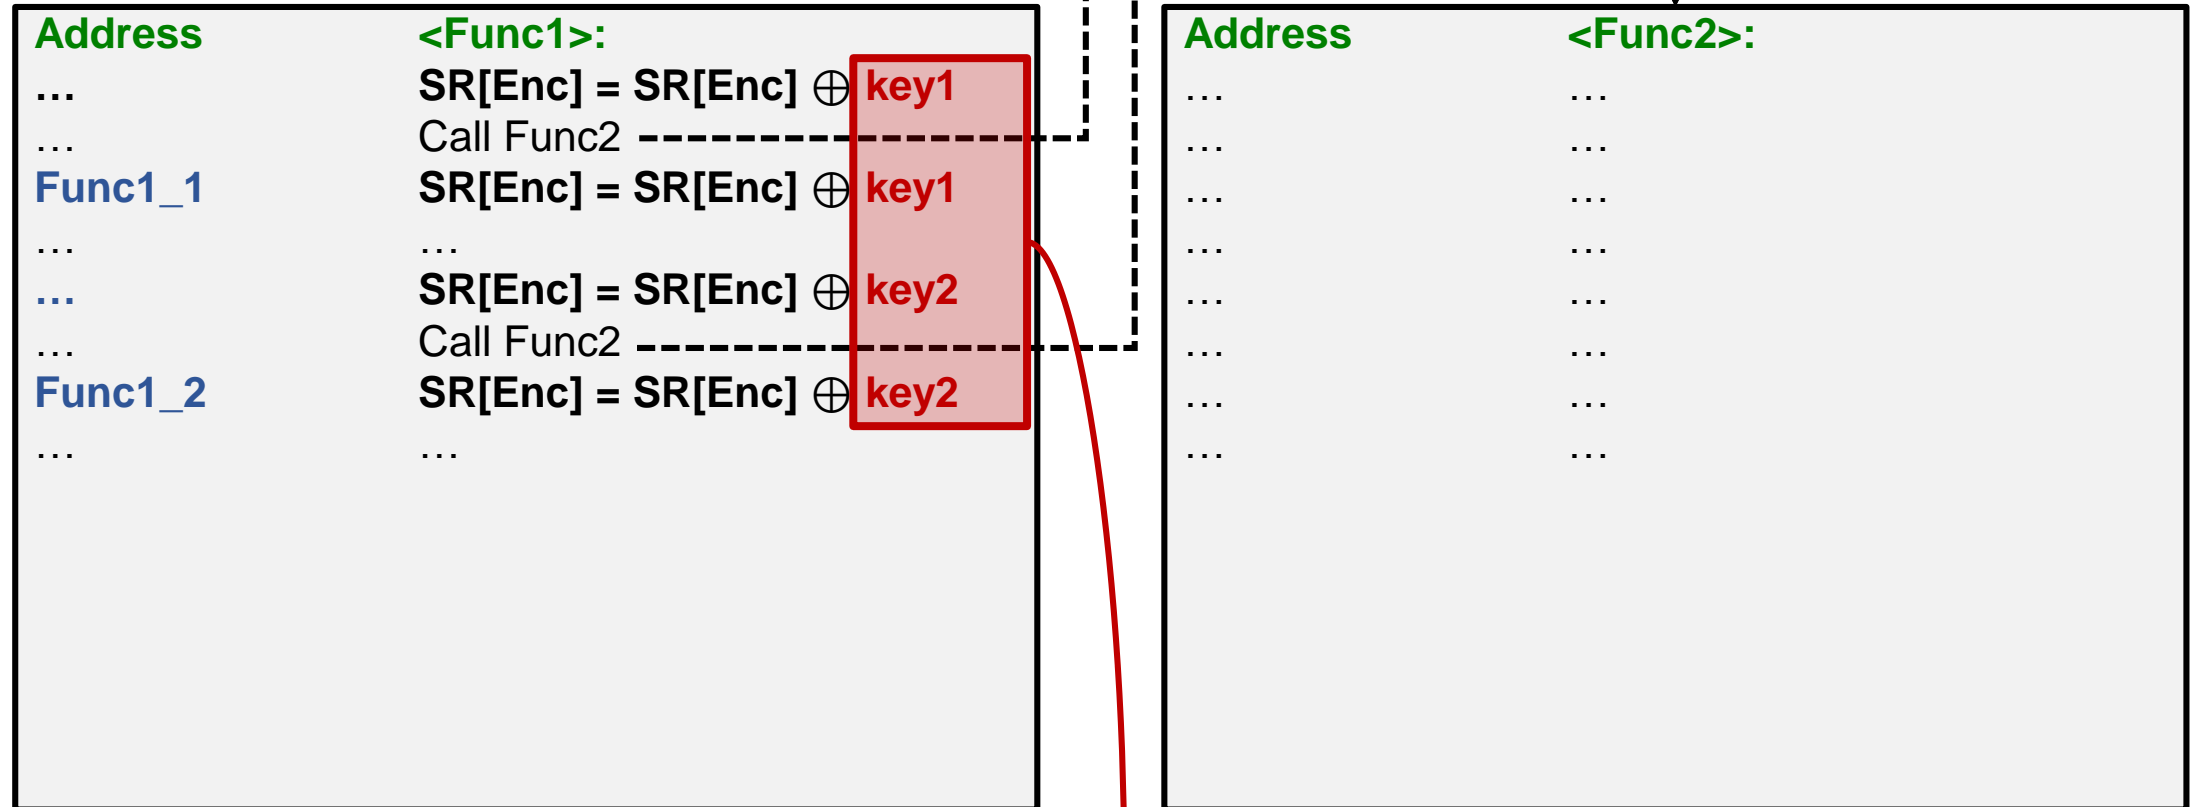 Address <Func1>:
… SR[Enc] = SR[Enc] ⊕ key1
… Call Func2
Func1_1 SR[Enc] = SR[Enc] ⊕ key1
… …
… SR[Enc] = SR[Enc] ⊕ key2
… Call Func2
Func1_2 SR[Enc] = SR[Enc] ⊕ key2
… …
Address <Func2>:
… …
… …
… …
… …
… …
… …
… …
… …